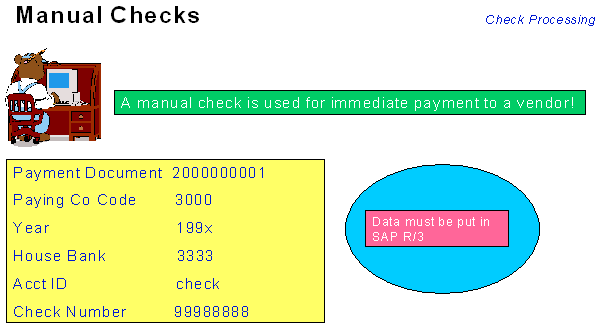 Manual Checks
Check Processing
A manual check is used for immediate payment to a vendor!
Payment Document 2000000001
Paying Co Code 3000
Year 199x
House Bank 3333
Acct ID check
Check Number 99988888
Data must be put in
SAP R/3